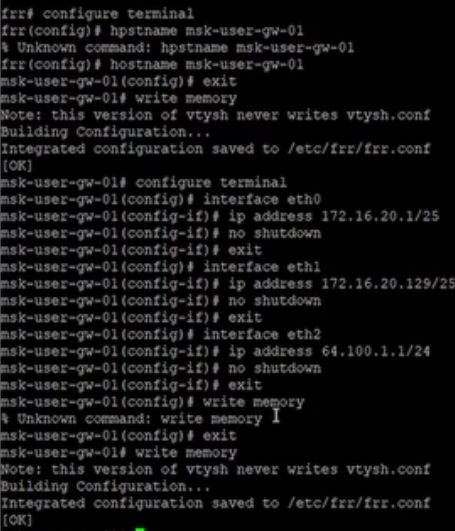 frr# configure terminal
frr(config)# hpstname msk-user-gw-01
% Unknown command: hpstname msk-user-gw-01
frr(config)# hostname msk-user-gw-01
msk-user-gw-01(config)# exit
msk-user-gw-01# write memory
Note: this version of vtysh never writes vtysh.conf
Building Configuration...
Integrated configuration saved to /etc/frr/frr.conf
[OK]
msk-user-gw-01# configure terminal
msk-user-gw-01(config)# interface eth0
msk-user-gw-01(config-if)# ip address 172.16.20.1/25
msk-user-gw-01(config-if)# no shutdown
msk-user-gw-01(config-if)# exit
msk-user-gw-01(config)# interface eth1
msk-user-gw-01(config-if)# ip address 172.16.20.129/25
msk-user-gw-01(config-if)# no shutdown
msk-user-gw-01(config-if)# exit
msk-user-gw-01(config)# interface eth2
msk-user-gw-01(config-if)# ip address 64.100.1.1/24
msk-user-gw-01(config-if)# no shutdown
msk-user-gw-01(config-if)# exit
msk-user-gw-01(config)# write memory
% Unknown command: write memory
msk-user-gw-01(config)# exit
msk-user-gw-01# write memory
Note: this version of vtysh never writes vtysh.conf
Building Configuration...
Integrated configuration saved to /etc/frr/frr.conf
[OK]